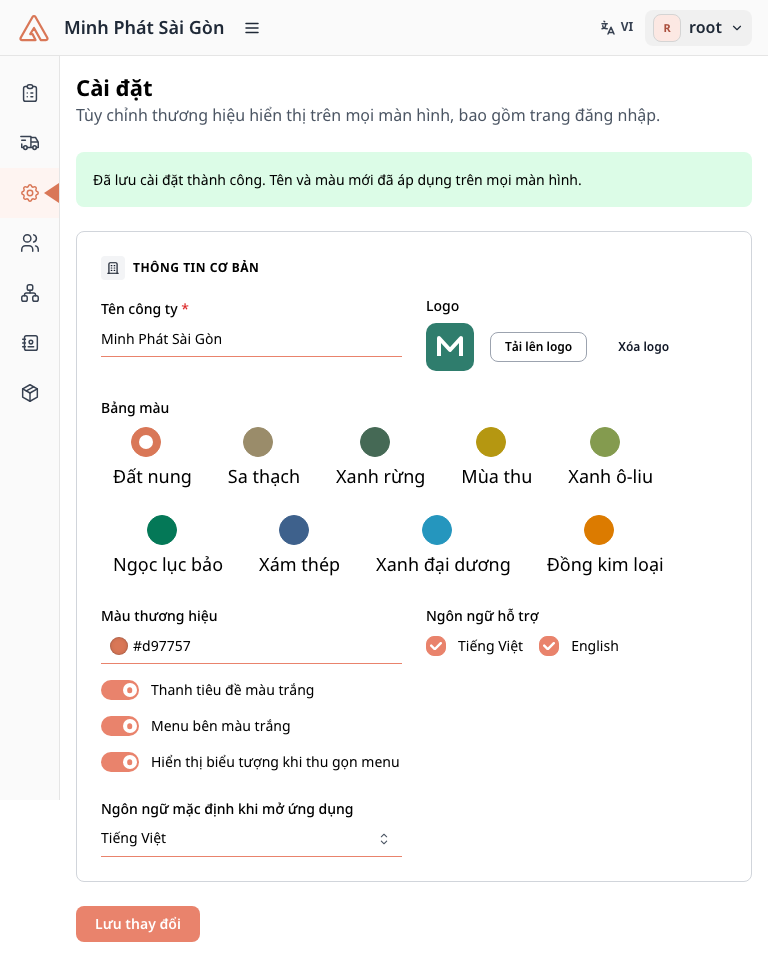 Minh Phát Sài Gòn
VI
R
root
Cài đặt
Tùy chỉnh thương hiệu hiển thị trên mọi màn hình, bao gồm trang đăng nhập.
Đã lưu cài đặt thành công. Tên và màu mới đã áp dụng trên mọi màn hình.
THÔNG TIN CƠ BẢN
Tên công ty *
Logo
Minh Phát Sài Gòn
M
Tải lên logo
Xóa logo
Bảng màu
Đất nung
Sa thạch
Xanh rừng
Mùa thu
Xanh ô-liu
Ngọc lục bảo
Xám thép
Xanh đại dương
Đồng kim loại
Màu thương hiệu
Ngôn ngữ hỗ trợ
#d97757
Tiếng Việt
English
Thanh tiêu đề màu trắng
Menu bên màu trắng
Hiển thị biểu tượng khi thu gọn menu
Ngôn ngữ mặc định khi mở ứng dụng
Tiếng Việt
Lưu thay đổi